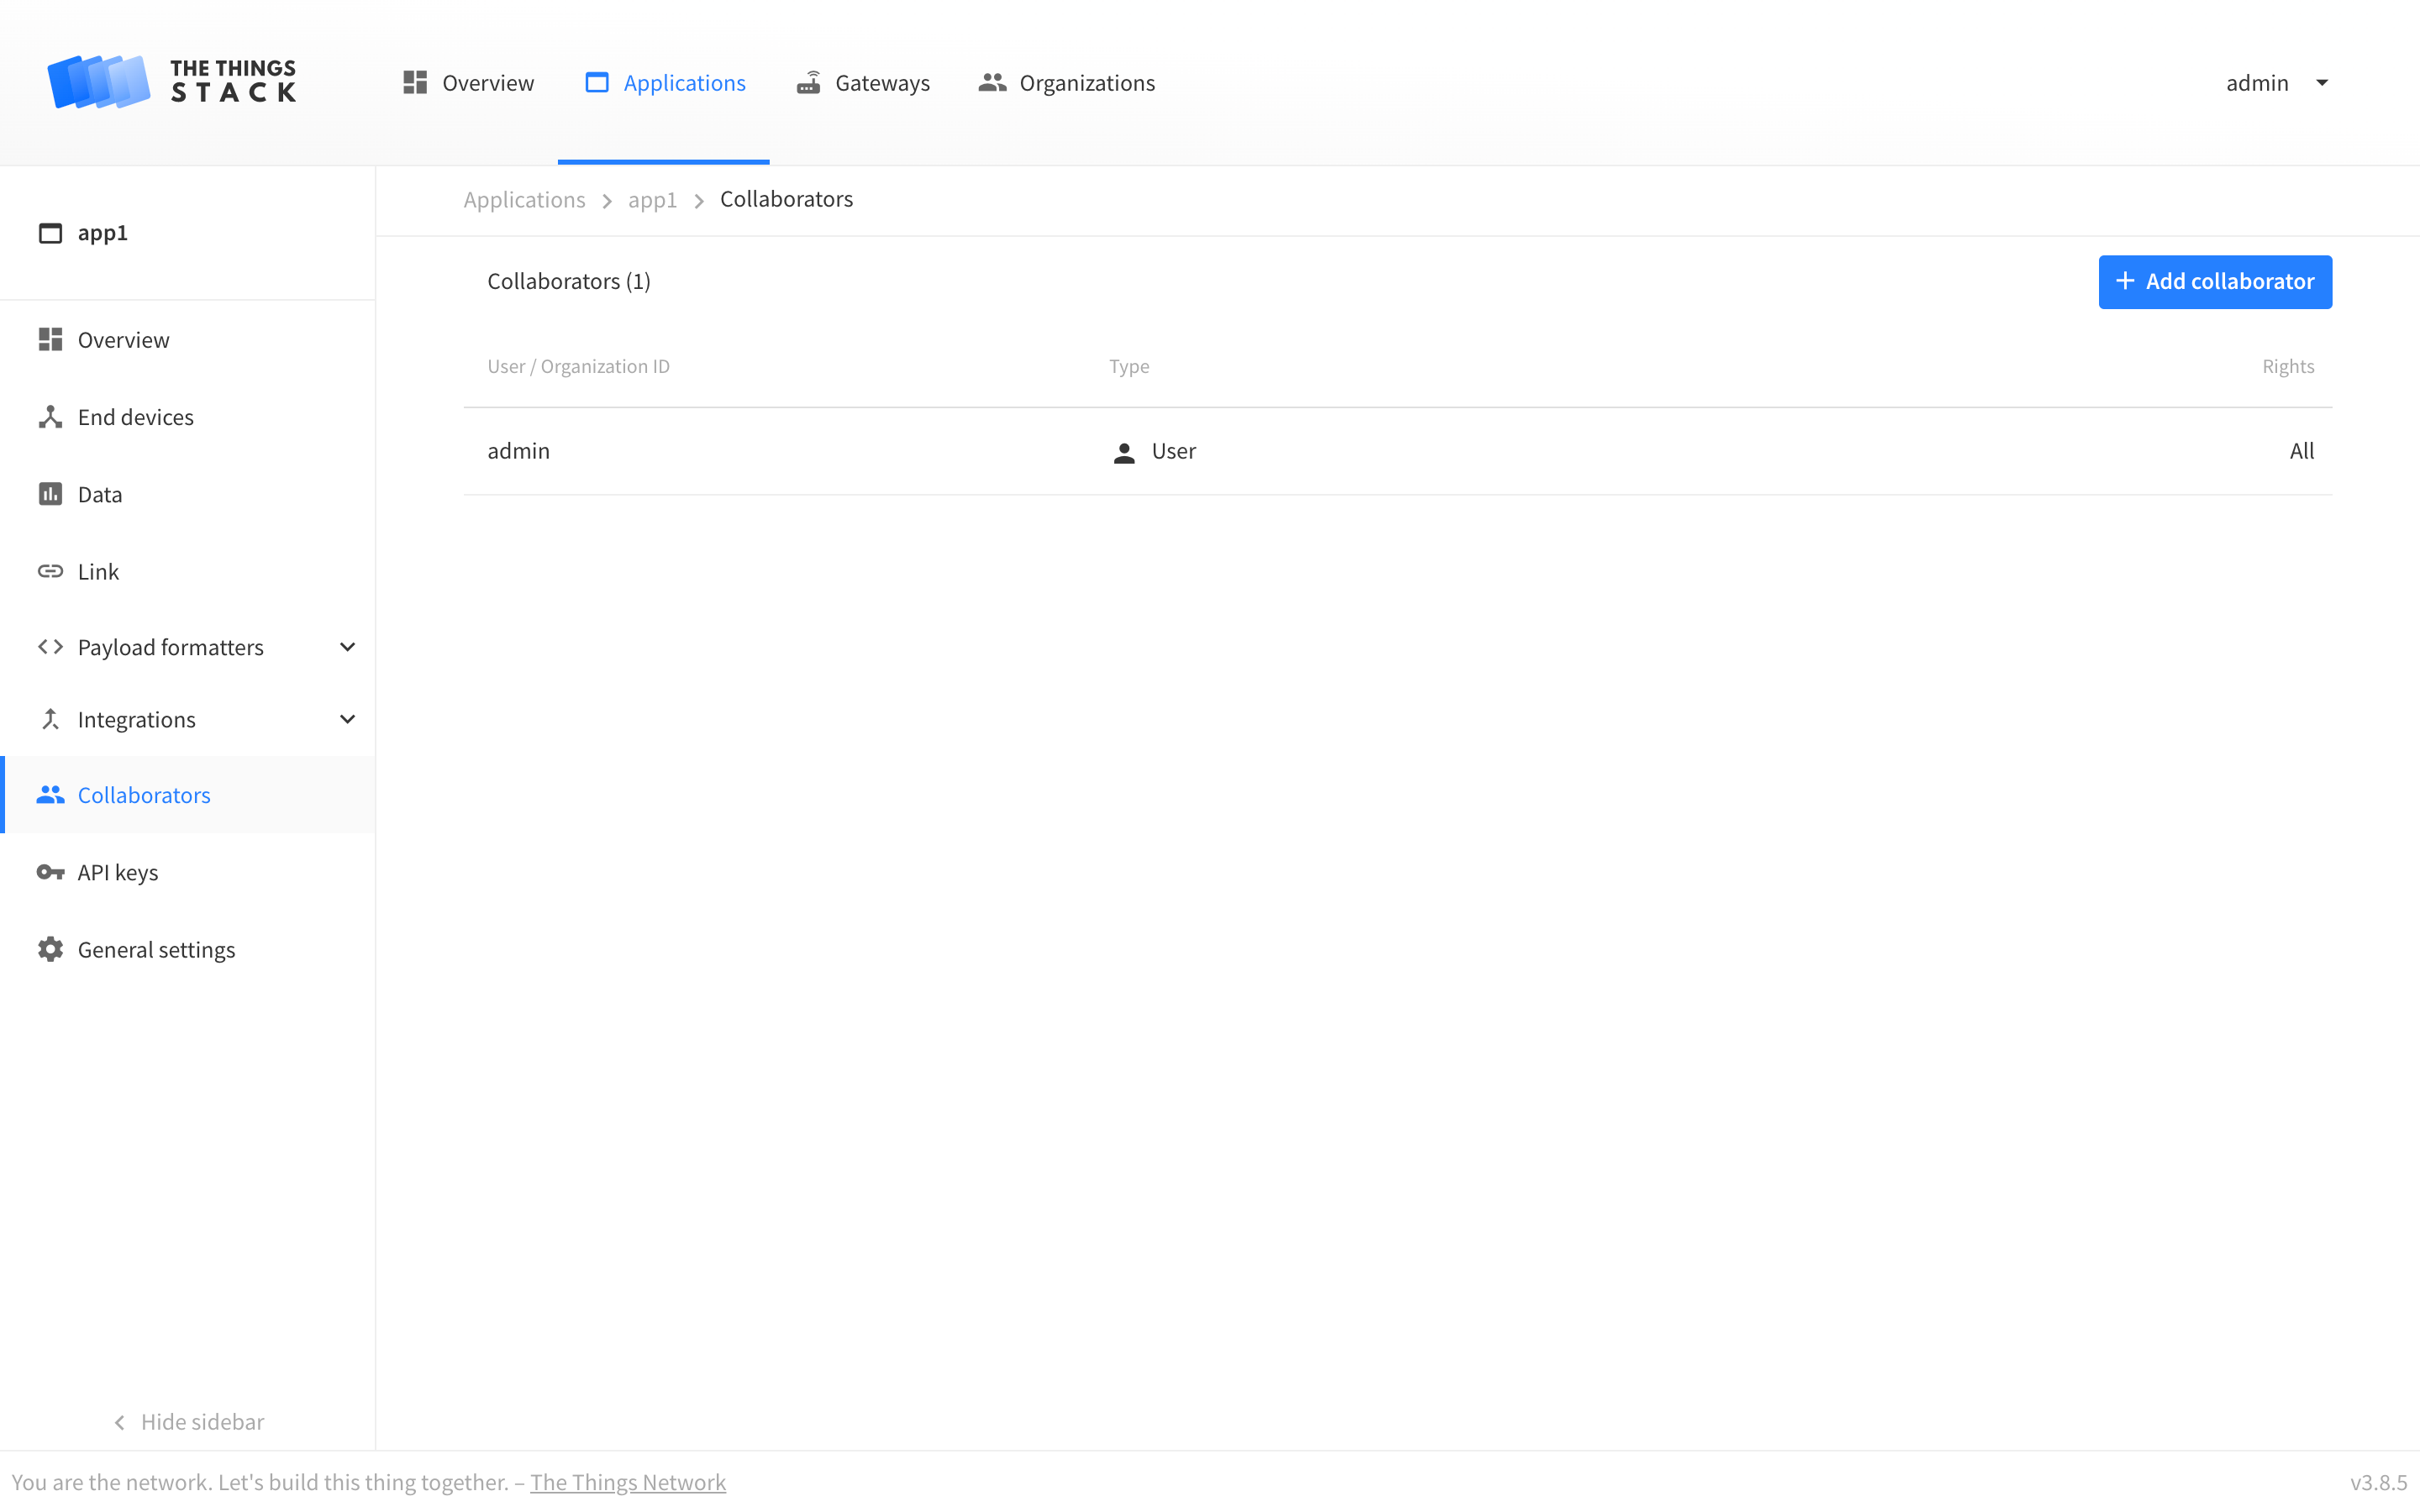 THE THINGS
STACK
Overview
Applications
Gateways
Organizations
admin
app1
Overview
End devices
Data
Link
Payload formatters
Integrations
Collaborators
API keys
General settings
Hide sidebar
Applications > app1 > Collaborators
Collaborators (1)
+ Add collaborator
User / Organization ID Type Rights
admin User All
You are the network. Let's build this thing together. – The Things Network
v3.8.5